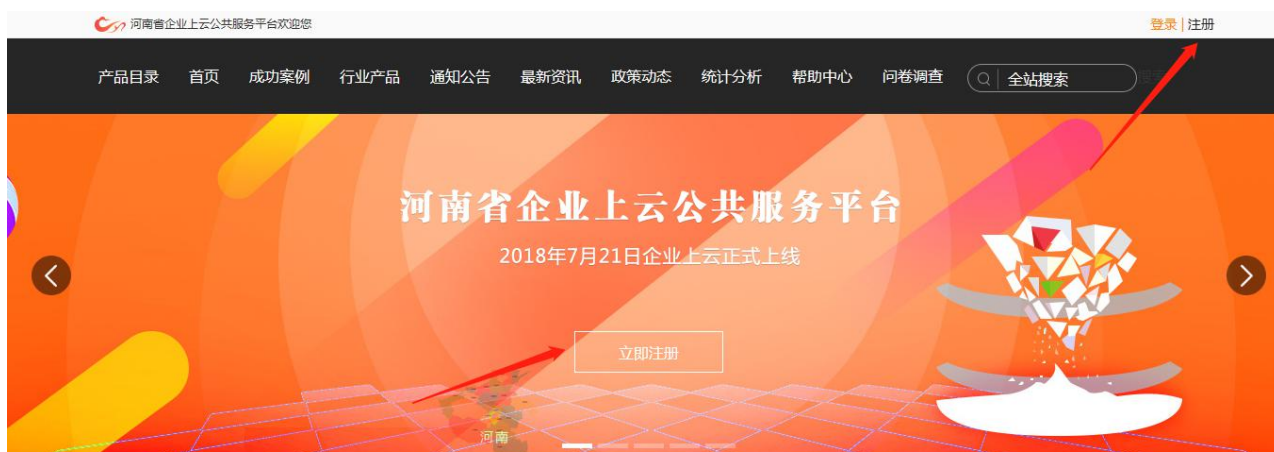 河南省企业上云公共服务平台欢迎您
登录 | 注册
产品目录 首页 成功案例 行业产品 通知公告 最新资讯 政策动态 统计分析 帮助中心 问卷调查 全站搜索
河南省企业上云公共服务平台
2018年7月21日企业上云正式上线
立即注册
河南